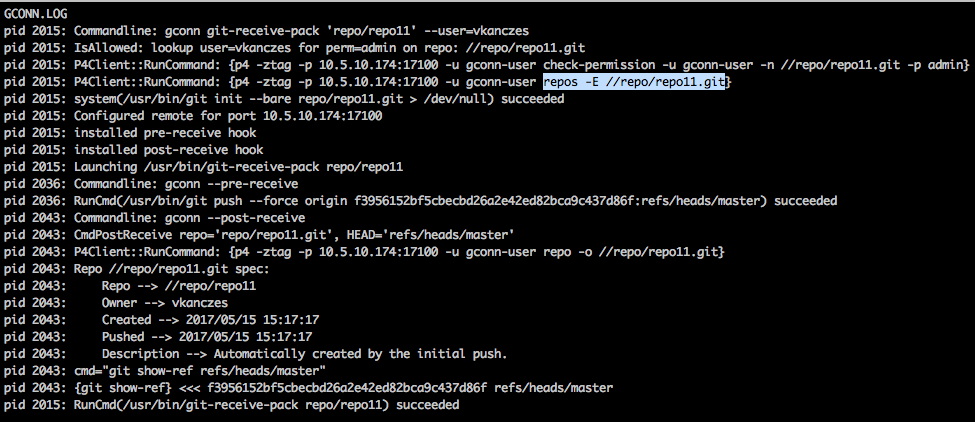 GCONN.LOG
pid 2015: Commandline: gconn git-receive-pack 'repo/repo11' --user=vkanczes
pid 2015: IsAllowed: lookup user=vkanczes for perm=admin on repo: //repo/repo11.git
pid 2015: P4Client::RunCommand: {p4 -ztag -p 10.5.10.174:17100 -u gconn-user check-permission -u gconn-user -n //repo/repo11.git -p admin}
pid 2015: P4Client::RunCommand: {p4 -ztag -p 10.5.10.174:17100 -u gconn-user repos -E //repo/repo11.git}
pid 2015: system(/usr/bin/git init --bare repo/repo11.git > /dev/null) succeeded
pid 2015: Configured remote for port 10.5.10.174:17100
pid 2015: installed pre-receive hook
pid 2015: installed post-receive hook
pid 2015: Launching /usr/bin/git-receive-pack repo/repo11
pid 2036: Commandline: gconn --pre-receive
pid 2036: RunCmd(/usr/bin/git push --force origin f3956152bf5cbecbd26a2e42ed82bca9c437d86f:refs/heads/master) succeeded
pid 2043: Commandline: gconn --post-receive
pid 2043: CmdPostReceive repo='repo/repo11.git', HEAD='refs/heads/master'
pid 2043: P4Client::RunCommand: {p4 -ztag -p 10.5.10.174:17100 -u gconn-user repo -o //repo/repo11.git}
pid 2043: Repo //repo/repo11.git spec:
pid 2043:     Repo --> //repo/repo11
pid 2043:     Owner --> vkanczes
pid 2043:     Created --> 2017/05/15 15:17:17
pid 2043:     Pushed --> 2017/05/15 15:17:17
pid 2043:     Description --> Automatically created by the initial push.
pid 2043: cmd="git show-ref refs/heads/master"
pid 2043: {git show-ref} <<< f3956152bf5cbecbd26a2e42ed82bca9c437d86f refs/heads/master
pid 2015: RunCmd(/usr/bin/git-receive-pack repo/repo11) succeeded